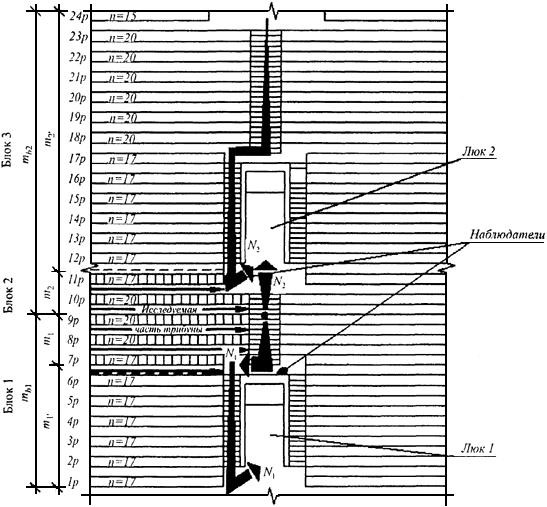 24р n=15
23р n=20
22р n=20
21р n=20
20р n=20
19р n=20
18р n=20
17р n=17
16р n=17
15р n=17
14р n=17
13р n=17
12р n=17
11р n=17
10р n=20
9р n=20
8р n=20
7р n=17
6р n=17
5р n=17
4р n=17
3р n=17
2р n=17
1р n=17
Блок 3
Блок 2
Блок 1
m_b2
m_2'
m_2
m_1
m_b1
m_1'
Исследуемая
часть трибуны
N_2
N_2
N_1
N_1
Люк 2
Наблюдатели
Люк 1